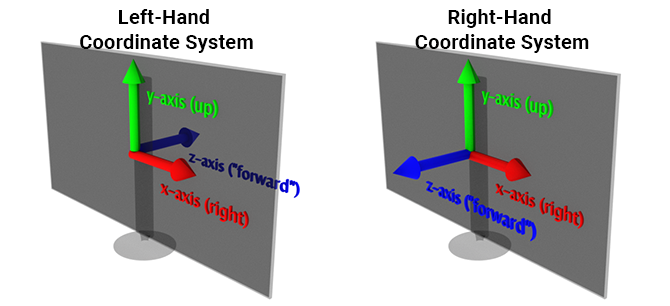 Left-Hand
Coordinate System
y-axis (up)
z-axis ("forward")
x-axis (right)
Right-Hand
Coordinate System
y-axis (up)
x-axis (right)
z-axis ("forward")